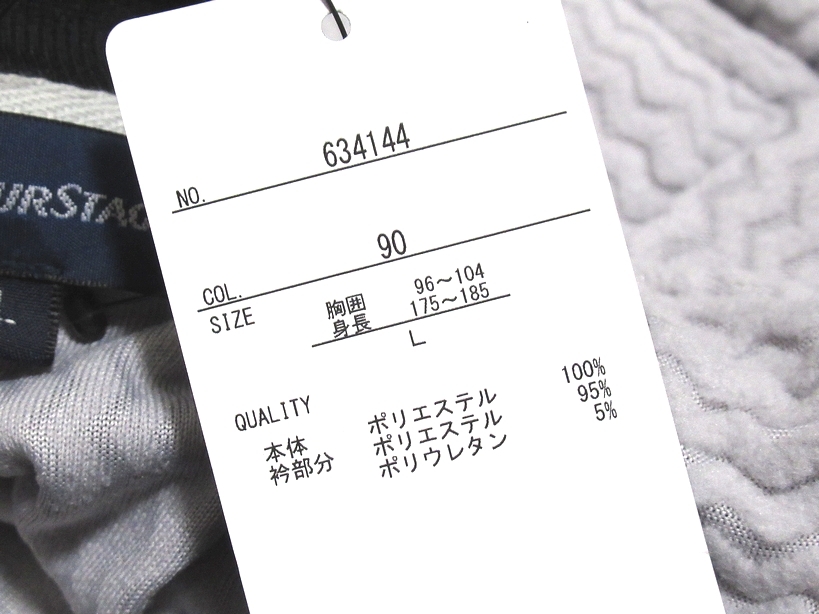 URSTAG
L
NO. 634144
COL. 90
SIZE 胸囲 96～104
身長 175～185
L
QUALITY
本体 ポリエステル 100%
衿部分 ポリエステル 95%
ポリウレタン 5%